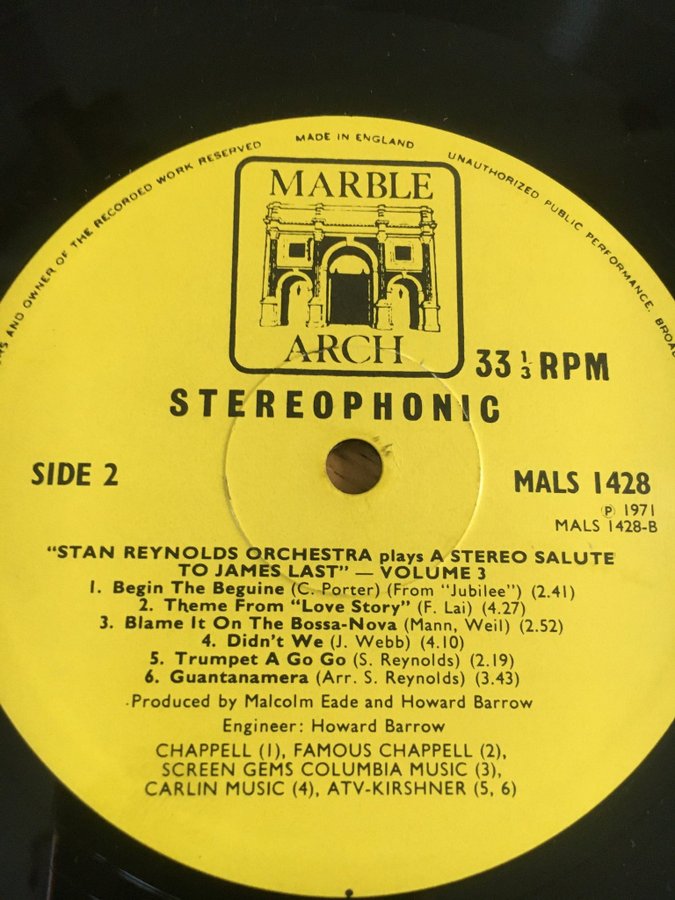 MADE IN ENGLAND
AND OWNER OF THE RECORDED WORK RESERVED
UNAUTHORIZED PUBLIC PERFORMANCE,
MARBLE
ARCH
33 1/3 RPM
STEREOPHONIC
SIDE 2
MALS 1428
℗ 1971
MALS 1428-B
"STAN REYNOLDS ORCHESTRA plays A STEREO SALUTE
TO JAMES LAST" — VOLUME 3
1. Begin The Beguine (C. Porter) (From "Jubilee") (2.41)
2. Theme From "Love Story" (F. Lai) (4.27)
3. Blame It On The Bossa-Nova (Mann, Weil) (2.52)
4. Didn't We (J. Webb) (4.10)
5. Trumpet A Go Go (S. Reynolds) (2.19)
6. Guantanamera (Arr. S. Reynolds) (3.43)
Produced by Malcolm Eade and Howard Barrow
Engineer: Howard Barrow
CHAPPELL (1), FAMOUS CHAPPELL (2),
SCREEN GEMS COLUMBIA MUSIC (3),
CARLIN MUSIC (4), ATV-KIRSHNER (5, 6)